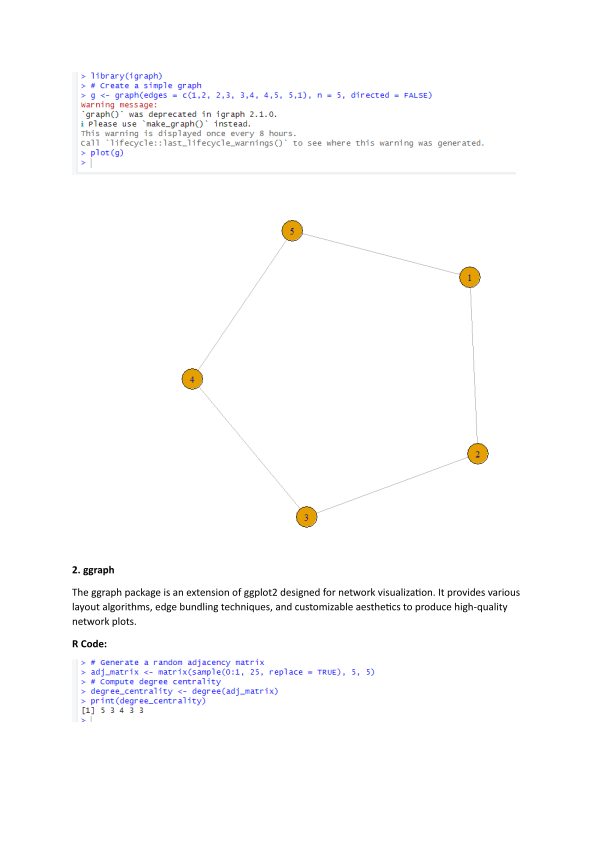 > library(igraph)
> # Create a simple graph
> g <- graph(edges = c(1,2, 2,3, 3,4, 4,5, 5,1), n = 5, directed = FALSE)
Warning message:
`graph()` was deprecated in igraph 2.1.0.
ℹ Please use `make_graph()` instead.
This warning is displayed once every 8 hours.
Call `lifecycle::last_lifecycle_warnings()` to see where this warning was generated.
> plot(g)
>
5
1
4
2
3
2. ggraph
The ggraph package is an extension of ggplot2 designed for network visualization. It provides various
layout algorithms, edge bundling techniques, and customizable aesthetics to produce high-quality
network plots.
R Code:
> # Generate a random adjacency matrix
> adj_matrix <- matrix(sample(0:1, 25, replace = TRUE), 5, 5)
> # Compute degree centrality
> degree_centrality <- degree(adj_matrix)
> print(degree_centrality)
[1] 5 3 4 3 3
>